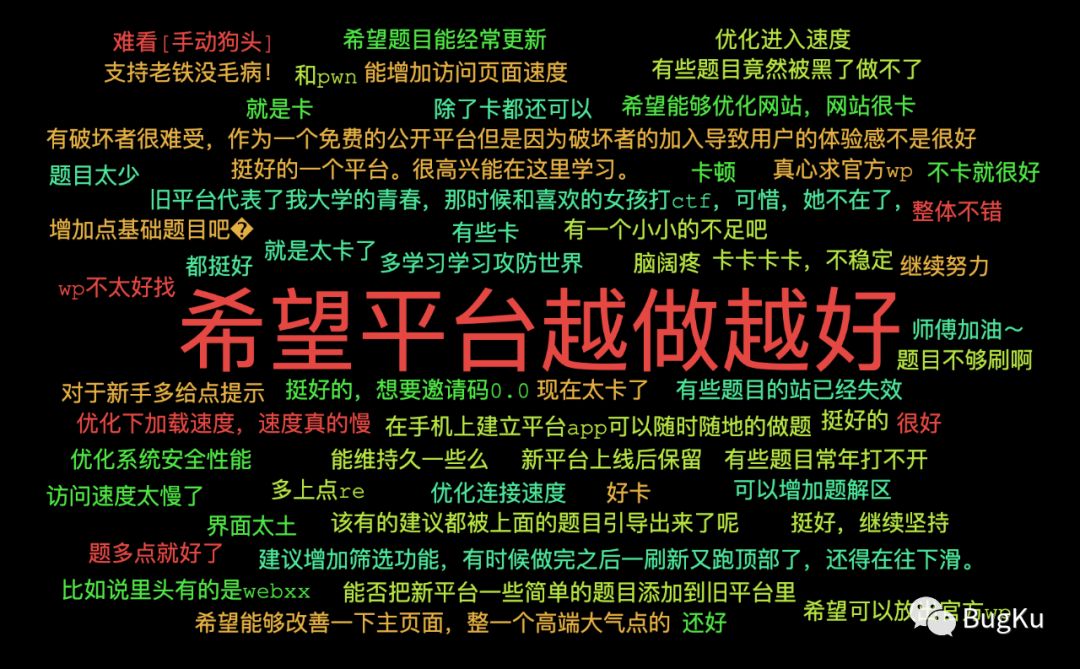 难看[手动狗头]
希望题目能经常更新
优化进入速度
支持老铁没毛病！
和pwn
能增加访问页面速度
有些题目竟然被黑了做不了
就是卡
除了卡都还可以
希望能够优化网站，网站很卡
有破坏者很难受，作为一个免费的公开平台但是因为破坏者的加入导致用户的体验感不是很好
题目太少
挺好的一个平台。很高兴能在这里学习。
卡顿
真心求官方wp
不卡就很好
旧平台代表了我大学的青春，那时候和喜欢的女孩打ctf，可惜，她不在了，
整体不错
增加点基础题目吧�
就是太卡了
有些卡
有一个小小的不足吧
都挺好
多学习学习攻防世界
脑阔疼
卡卡卡卡，不稳定
继续努力
wp不太好找
希望平台越做越好
师傅加油～
题目不够刷啊
对于新手多给点提示
挺好的，想要邀请码0.0
现在太卡了
有些题目的站已经失效
优化下加载速度，速度真的慢
在手机上建立平台app可以随时随地的做题
挺好的
很好
优化系统安全性能
能维持久一些么
新平台上线后保留
有些题目常年打不开
访问速度太慢了
多上点re
优化连接速度
好卡
可以增加题解区
界面太土
该有的建议都被上面的题目引导出来了呢
挺好，继续坚持
题多点就好了
建议增加筛选功能，有时候做完之后一刷新又跑顶部了，还得在往下滑。
比如说里头有的是webxx
能否把新平台一些简单的题目添加到旧平台里
希望可以放出官方wp
希望能够改善一下主页面，整一个高端大气点的
还好
BugKu